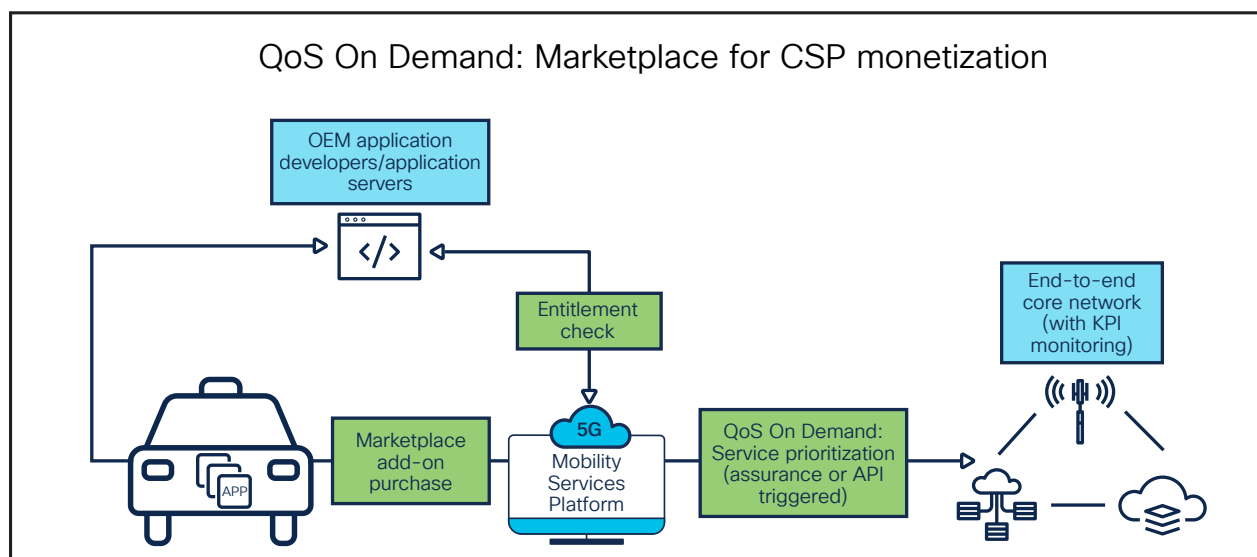 QoS On Demand: Marketplace for CSP monetization
OEM application
developers/application
servers
</>
Entitlement
check
End-to-end
core network
(with KPI
monitoring)
APP
Marketplace
add-on
purchase
5G
Mobility
Services
Platform
QoS On Demand:
Service prioritization
(assurance or API
triggered)